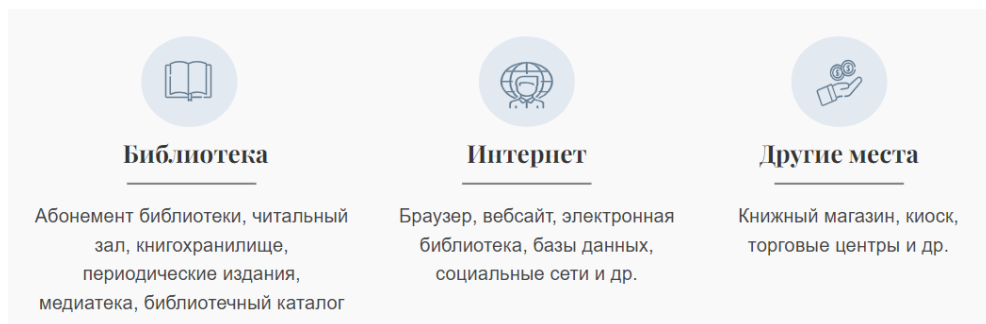 Библиотека
Абонемент библиотеки, читальный
зал, книгохранилище,
периодические издания,
медиатека, библиотечный каталог
Интернет
Браузер, вебсайт, электронная
библиотека, базы данных,
социальные сети и др.
Другие места
Книжный магазин, киоск,
торговые центры и др.